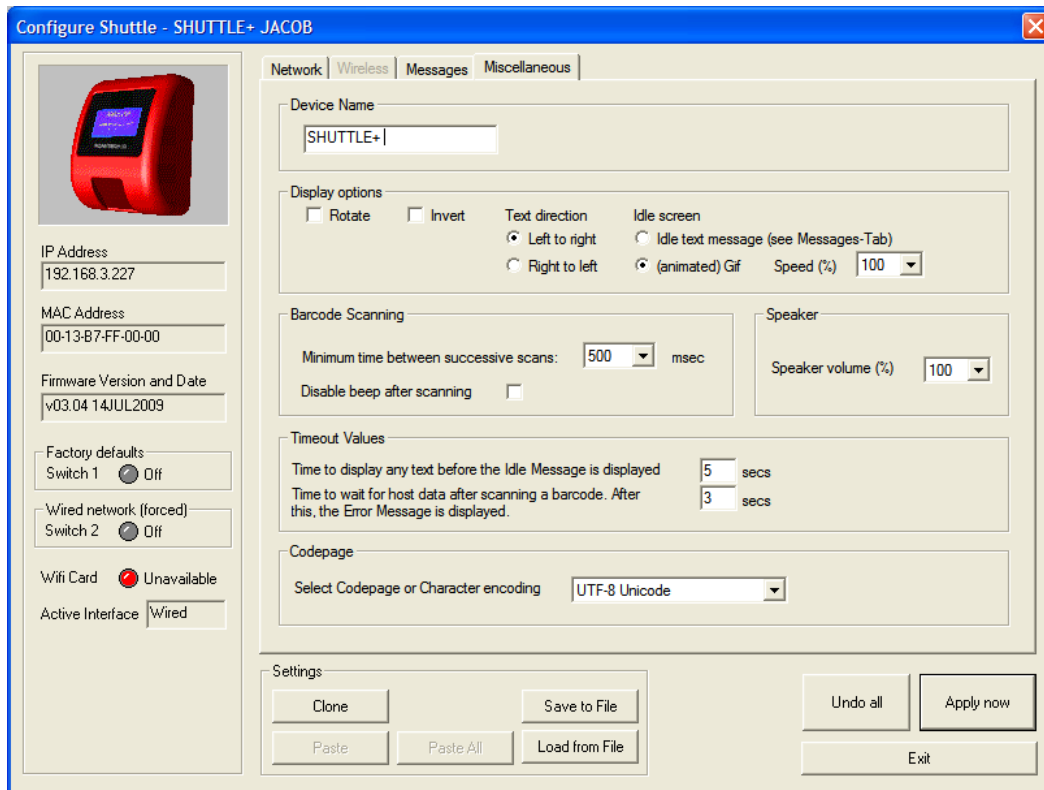 Configure Shuttle - SHUTTLE+ JACOB
IP Address
192.168.3.227
MAC Address
00-13-B7-FF-00-00
Firmware Version and Date
v03.04 14JUL2009
Factory defaults
Switch 1 Off
Wired network (forced)
Switch 2 Off
Wifi Card Unavailable
Active Interface Wired
Network Wireless Messages Miscellaneous
Device Name
SHUTTLE+
Display options
Rotate Invert Text direction Idle screen
Left to right Idle text message (see Messages-Tab)
Right to left (animated) Gif Speed (%) 100
Barcode Scanning
Minimum time between successive scans: 500 msec
Disable beep after scanning
Speaker
Speaker volume (%) 100
Timeout Values
Time to display any text before the Idle Message is displayed 5 secs
Time to wait for host data after scanning a barcode. After
this, the Error Message is displayed. 3 secs
Codepage
Select Codepage or Character encoding UTF-8 Unicode
Settings
Clone Save to File
Paste Paste All Load from File
Undo all Apply now
Exit